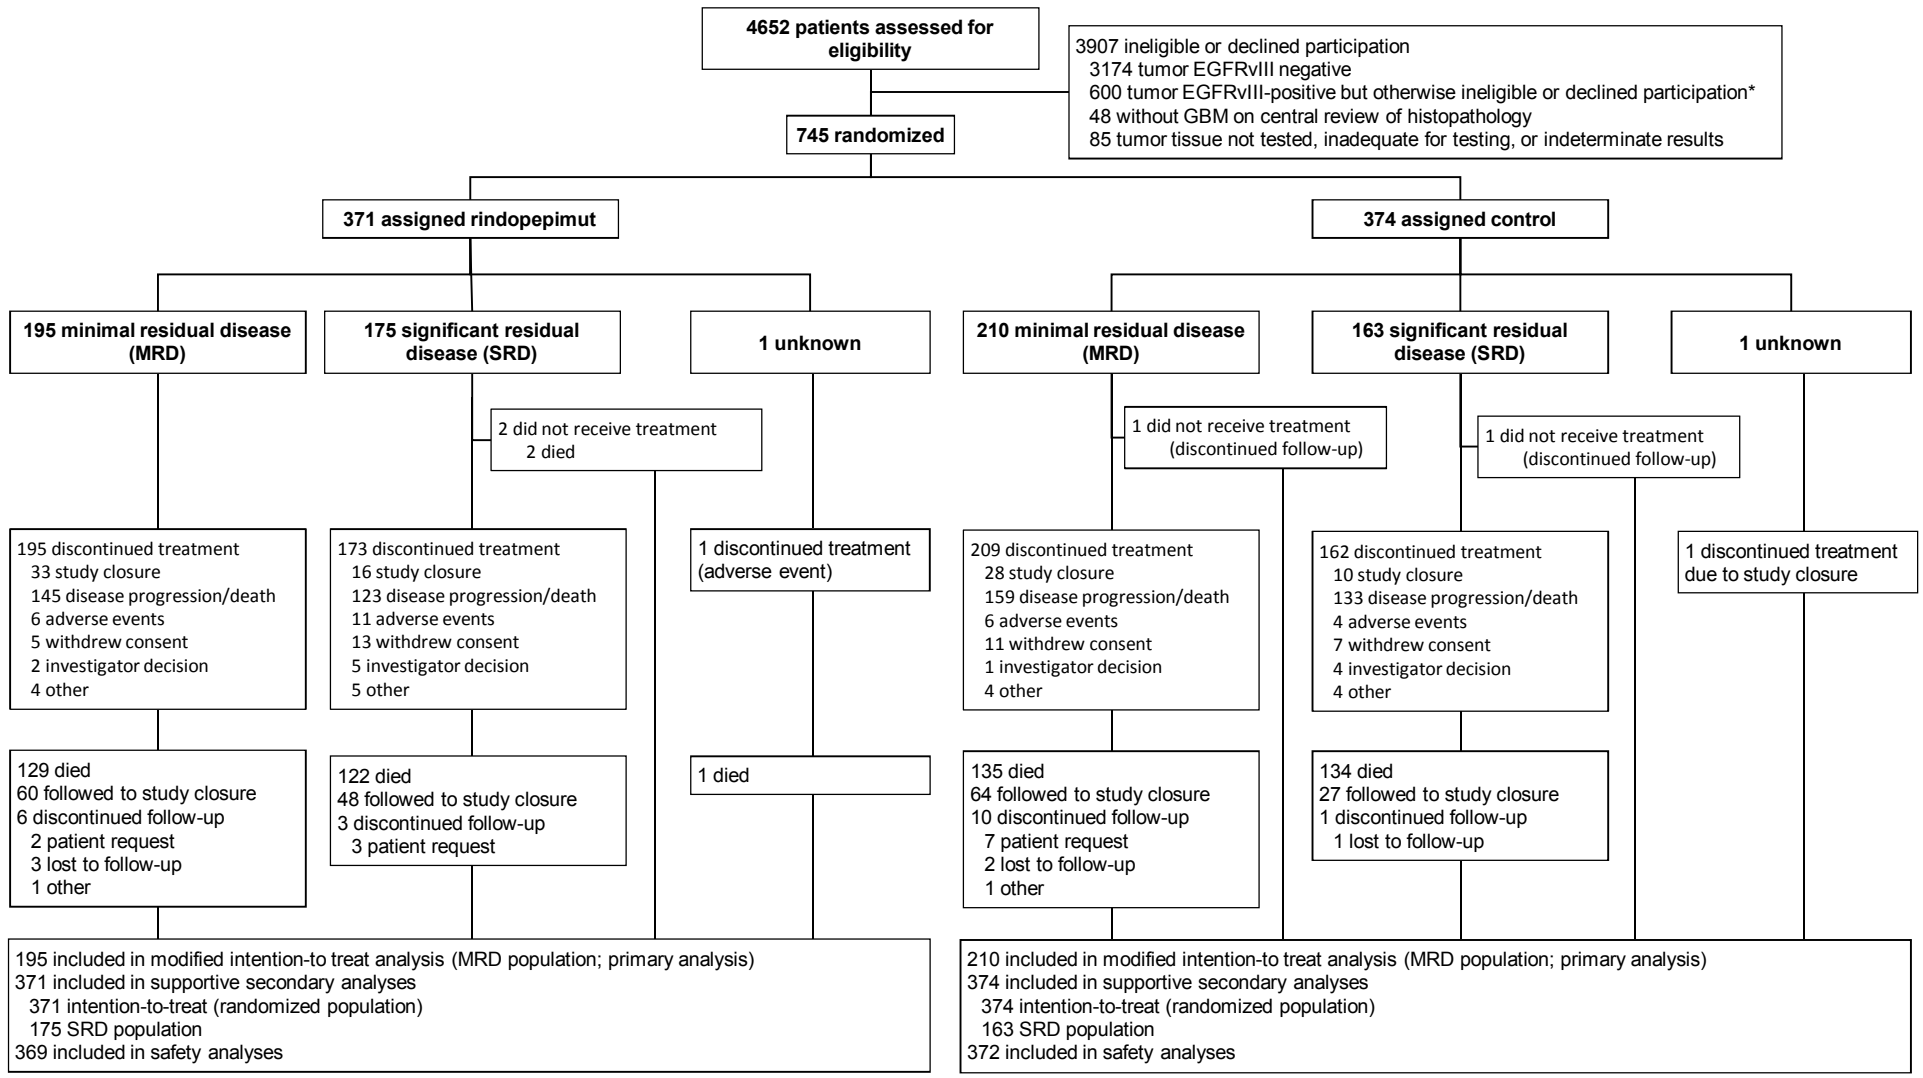 4652 patients assessed for
eligibility
3907 ineligible or declined participation
3174 tumor EGFRvIII negative
600 tumor EGFRvIII-positive but otherwise ineligible or declined participation*
48 without GBM on central review of histopathology
85 tumor tissue not tested, inadequate for testing, or indeterminate results
745 randomized
371 assigned rindopepimut
374 assigned control
195 minimal residual disease
(MRD)
175 significant residual
disease (SRD)
1 unknown
210 minimal residual disease
(MRD)
163 significant residual
disease (SRD)
1 unknown
2 did not receive treatment
2 died
1 did not receive treatment
(discontinued follow-up)
1 did not receive treatment
(discontinued follow-up)
195 discontinued treatment
33 study closure
145 disease progression/death
6 adverse events
5 withdrew consent
2 investigator decision
4 other
173 discontinued treatment
16 study closure
123 disease progression/death
11 adverse events
13 withdrew consent
5 investigator decision
5 other
1 discontinued treatment
(adverse event)
209 discontinued treatment
28 study closure
159 disease progression/death
6 adverse events
11 withdrew consent
1 investigator decision
4 other
162 discontinued treatment
10 study closure
133 disease progression/death
4 adverse events
7 withdrew consent
4 investigator decision
4 other
1 discontinued treatment
due to study closure
129 died
60 followed to study closure
6 discontinued follow-up
2 patient request
3 lost to follow-up
1 other
122 died
48 followed to study closure
3 discontinued follow-up
3 patient request
1 died
135 died
64 followed to study closure
10 discontinued follow-up
7 patient request
2 lost to follow-up
1 other
134 died
27 followed to study closure
1 discontinued follow-up
1 lost to follow-up
195 included in modified intention-to treat analysis (MRD population; primary analysis)
371 included in supportive secondary analyses
371 intention-to-treat (randomized population)
175 SRD population
369 included in safety analyses
210 included in modified intention-to treat analysis (MRD population; primary analysis)
374 included in supportive secondary analyses
374 intention-to-treat (randomized population)
163 SRD population
372 included in safety analyses